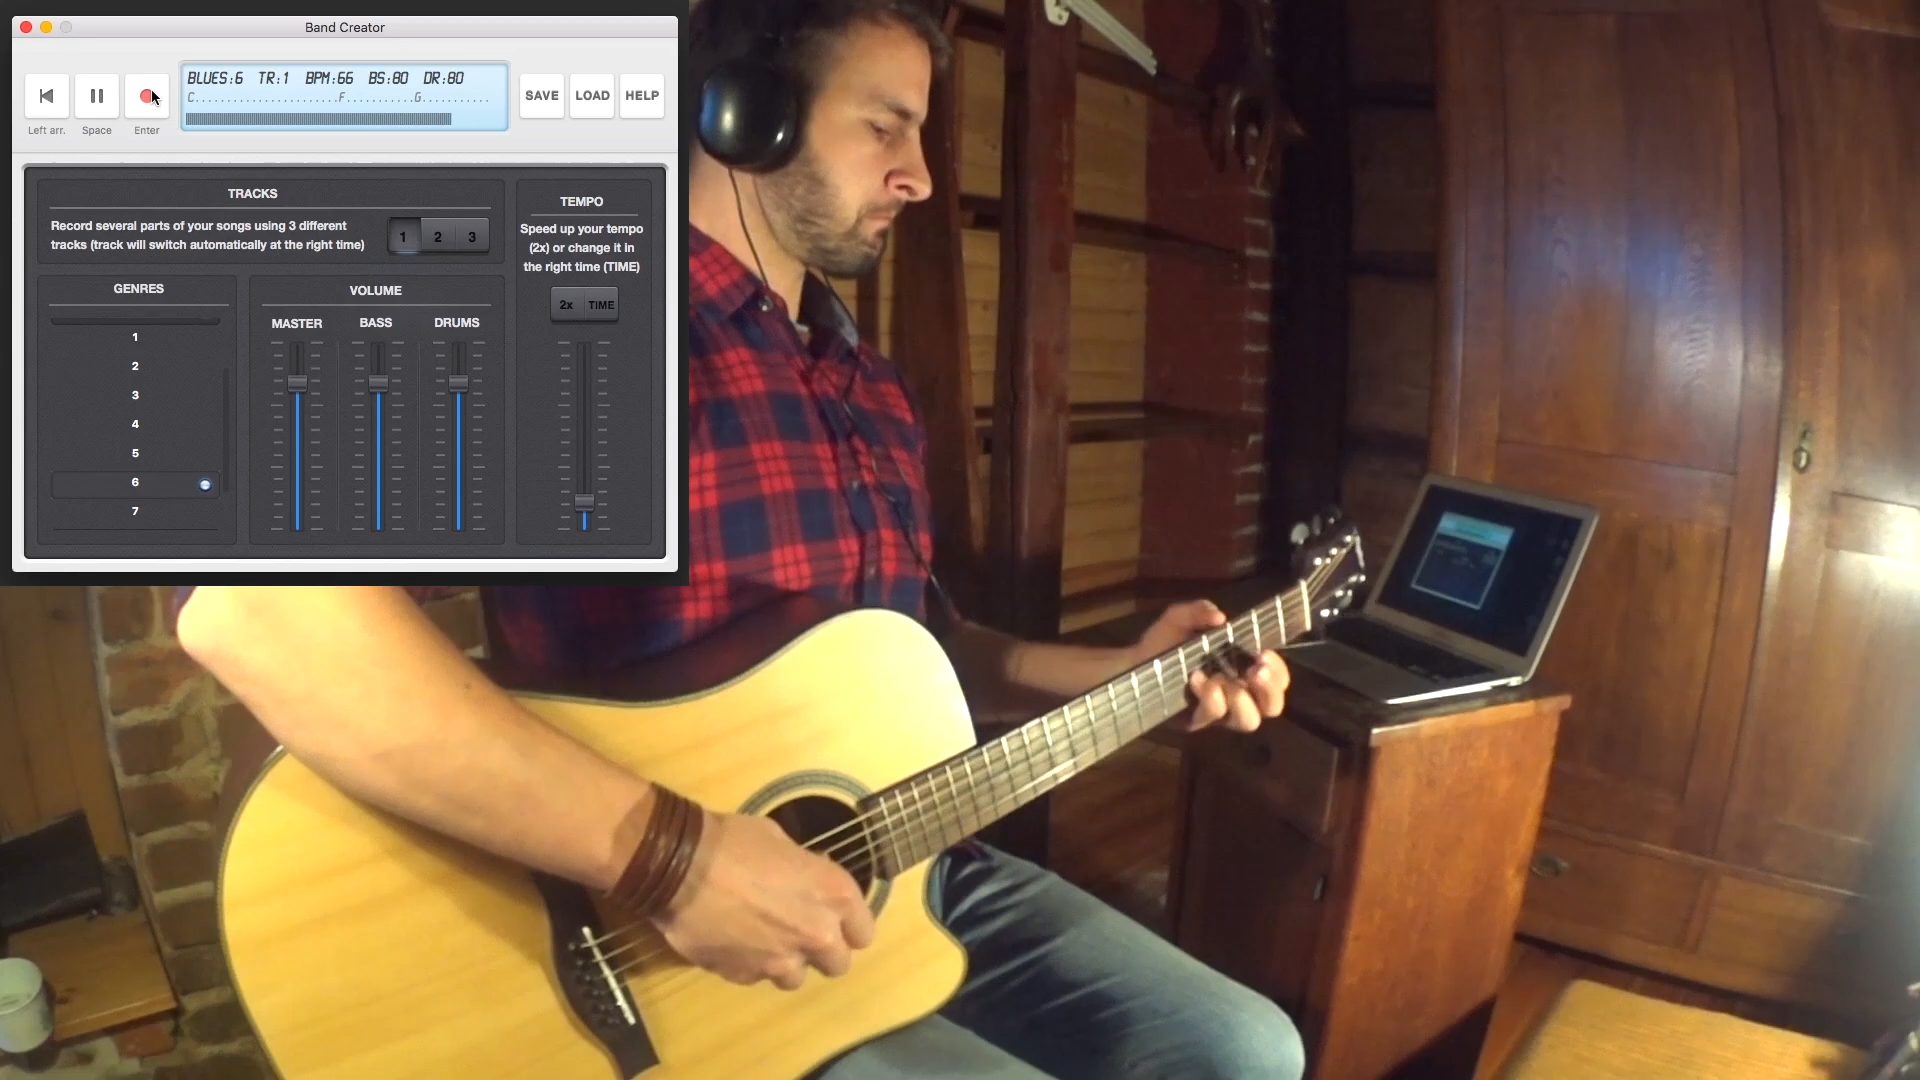 Band Creator
BLUES:6 TR:1 BPM:66 BS:80 DR:80
C......................F...........G...........
SAVE LOAD HELP
Left arr. Space Enter
TRACKS
Record several parts of your songs using 3 different
tracks (track will switch automatically at the right time)
1 2 3
TEMPO
Speed up your tempo
(2x) or change it in
the right time (TIME)
2x TIME
GENRES
1
2
3
4
5
6
7
VOLUME
MASTER BASS DRUMS